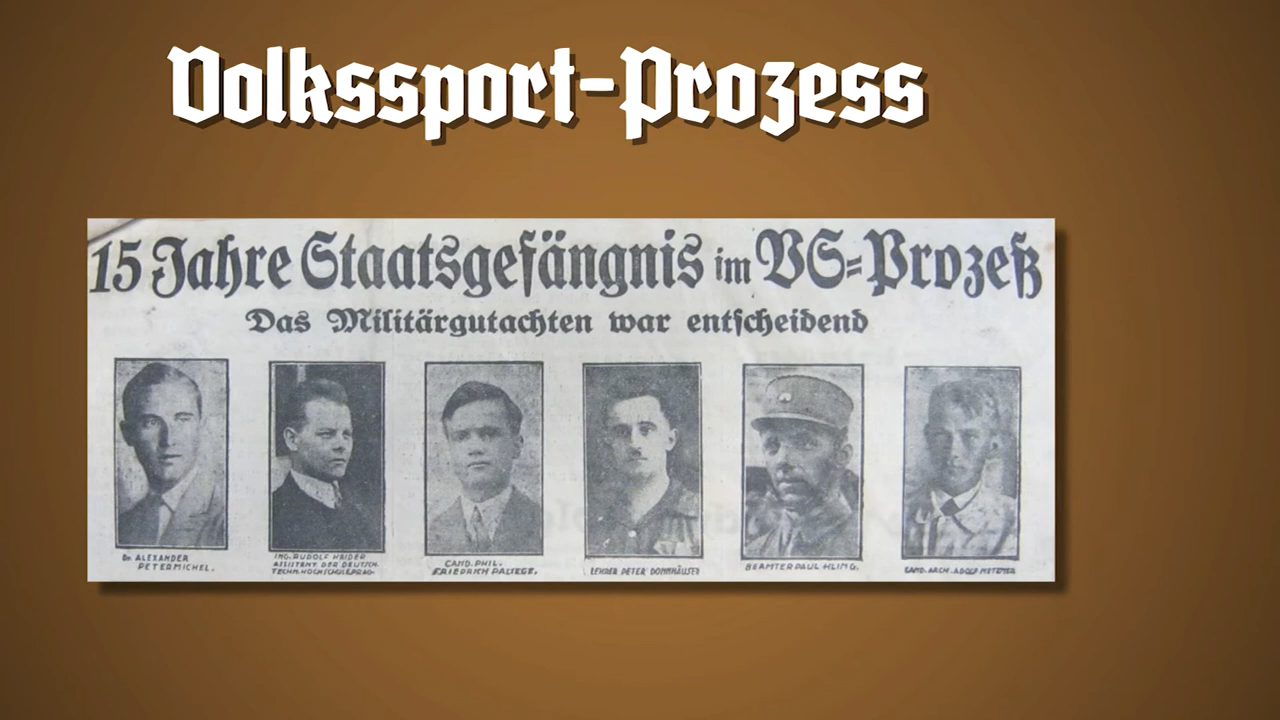 Volkssport-Prozess
15 Jahre Staatsgefängnis im VS=Prozeß
Das Militärgutachten war entscheidend
Dr. ALEXANDER
PETERMICHEL.
ING. RUDOLF HAIDER
ASSISTENT DER DEUTSCH.
TECHN. HOCHSCHULE PRAG.
CAND. PHIL.
FRIEDRICH PALTEGE.
LEHRER PETER DONNHÄUSER
BEAMTER PAUL
CAND. ARCH. ADOLF METZNER